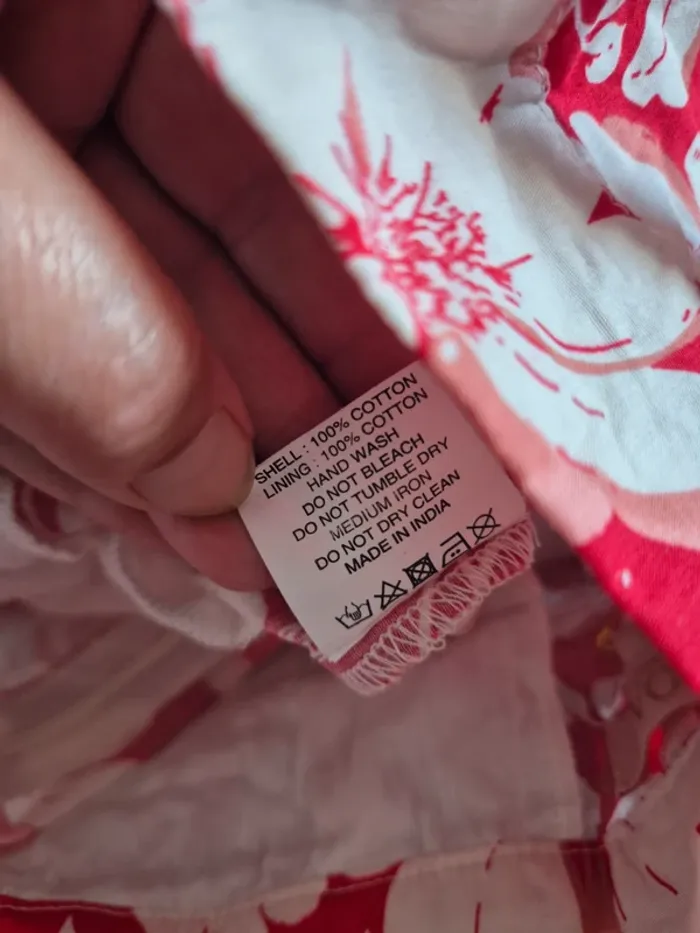 SHELL : 100% COTTON
LINING : 100% COTTON
HAND WASH
DO NOT BLEACH
DO NOT TUMBLE DRY
MEDIUM IRON
DO NOT DRY CLEAN
MADE IN INDIA